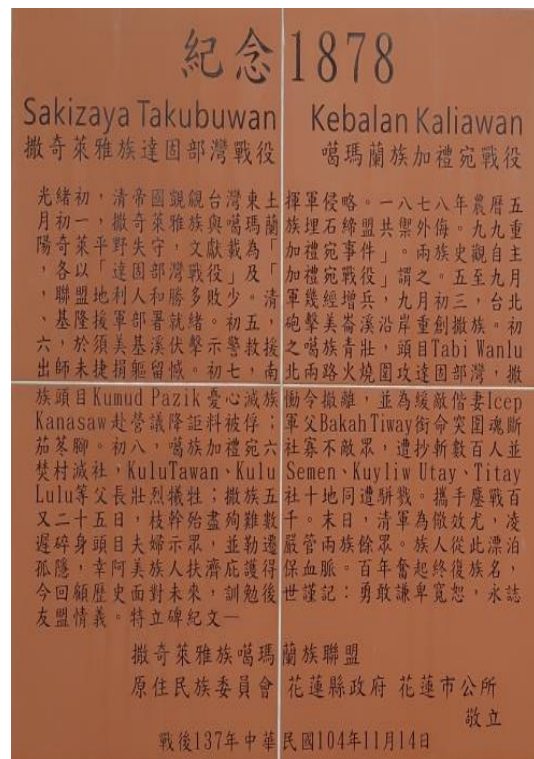 紀念1878
Sakizaya Takubuwan Kebalan Kaliawan
撒奇萊雅族達固部灣戰役 噶瑪蘭族加禮宛戰役
光緒初，清帝國覬覦台灣東土揮軍侵略。一八七八年農曆五
月初一，撒奇萊雅族與噶瑪蘭族埋石締盟共禦外侮。九九重
陽奇萊平野失守，文獻載為「加禮宛事件」。兩族史觀自主
，各以「達固部灣戰役」及「加禮宛戰役」謂之。五至九月
，聯盟地利人和勝多敗少。清軍幾經增兵，九月初三，台北
、基隆援軍部署就緒。初五，砲擊美崙溪沿岸重創撒族。初
六，於須美基溪伏擊示警救援之噶族青壯，頭目Tabi Wanlu
出師未捷捐軀留憾。初七，南北兩路火燒圍攻達固部灣，撒
族頭目Kumud Pazik憂心滅族慟令撤離，並為緩敵偕妻Icep
Kanasaw赴營議降詎料被俘；軍父Bakah Tiway銜命突圍魂斷
茄苳腳。初八，噶族加禮宛六社寡不敵眾，遭抄斬數百人並
焚村滅社，KuluTawan、Kulu Semen、Kuyliw Utay、Titay
Lulu等父長壯烈犧牲；撒族五社十地同遭駢戮。攜手鏖戰百
又二十五日，枝幹殆盡殉難數千。末日，清軍為儆效尤，凌
遲碎身頭目夫婦示眾，並勒遷嚴管兩族餘眾。族人從此漂泊
孤隱，幸阿美族人扶濟庇護得保血脈。百年奮起終復族名，
今回顧歷史面對未來，訓勉後世謹記：勇敢謙卑寬恕，永誌
友盟情義。特立碑紀文—
撒奇萊雅族噶瑪蘭族聯盟
原住民族委員會 花蓮縣政府 花蓮市公所
敬立
戰後137年中華民國104年11月14日